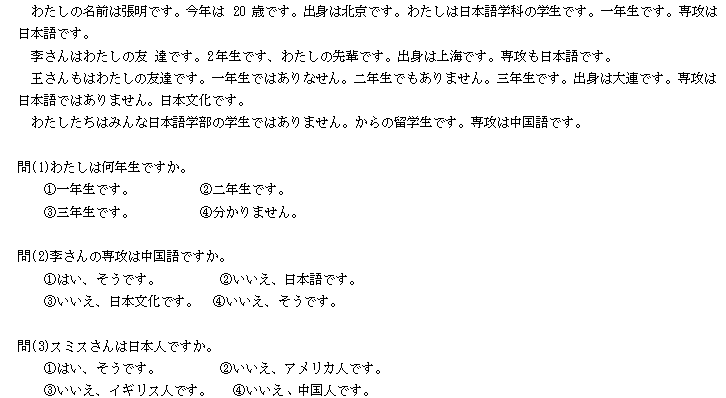 わたしの名前は張明です。今年は 20 歳です。出身は北京です。わたしは日本語学科の学生です。一年生です。専攻は
日本語です。
李さんはわたしの友 達です。2年生です、わたしの先輩です。出身は上海です。専攻も日本語です。
王さんもはわたしの友達です。一年生ではありなせん。二年生でもありません。三年生です。出身は大連です。専攻は
日本語ではありません。日本文化です。
わたしたちはみんな日本語学部の学生ではありません。からの留学生です。専攻は中国語です。
問(1)わたしは何年生ですか。
①一年生です。 ②二年生です。
③三年生です。 ④分かりません。
問(2)李さんの専攻は中国語ですか。
①はい、そうです。 ②いいえ、日本語です。
③いいえ、日本文化です。 ④いいえ、そうです。
問(3)スミスさんは日本人ですか。
①はい、そうです。 ②いいえ、アメリカ人です。
③いいえ、イギリス人です。 ④いいえ、中国人です。